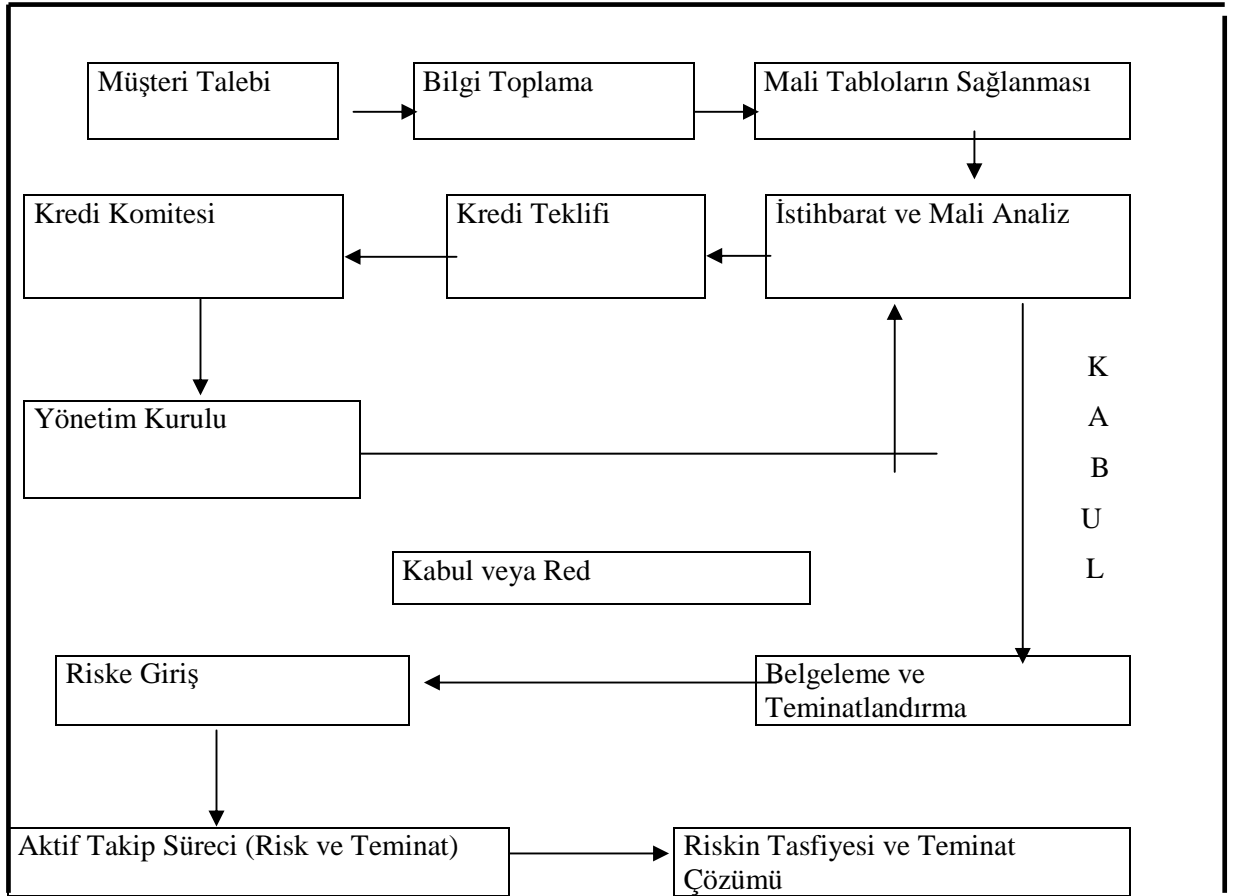 Müşteri Talebi
Bilgi Toplama
Mali Tabloların Sağlanması
Kredi Komitesi
Kredi Teklifi
İstihbarat ve Mali Analiz
K
A
B
U
L
Yönetim Kurulu
Kabul veya Red
Riske Giriş
Belgeleme ve
Teminatlandırma
Aktif Takip Süreci (Risk ve Teminat)
Riskin Tasfiyesi ve Teminat
Çözümü